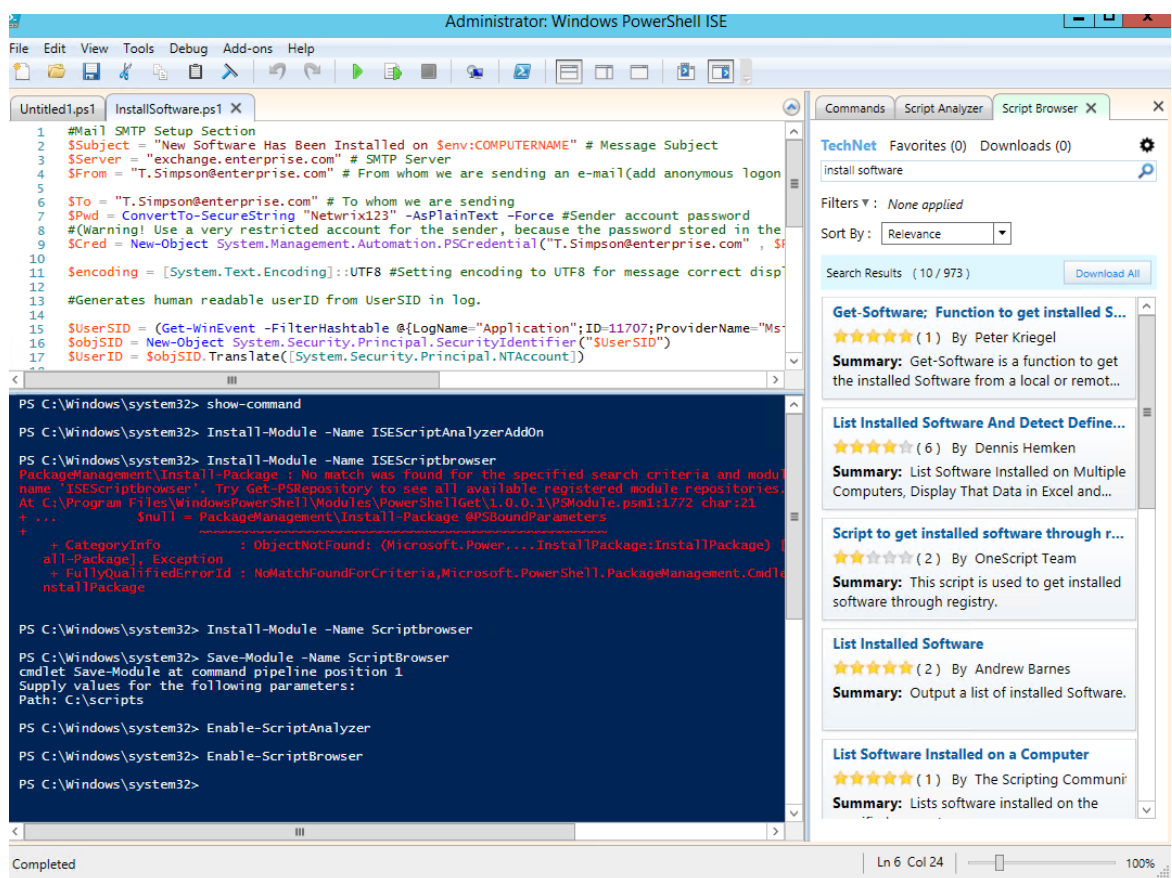 Administrator: Windows PowerShell ISE
File Edit View Tools Debug Add-ons Help
Untitled1.ps1 InstallSoftware.ps1 X
1 #Mail SMTP Setup Section
2 $Subject = "New Software Has Been Installed on $env:COMPUTERNAME" # Message Subject
3 $Server = "exchange.enterprise.com" # SMTP Server
4 $From = "T.Simpson@enterprise.com" # From whom we are sending an e-mail(add anonymous logon
5
6 $To = "T.Simpson@enterprise.com" # To whom we are sending
7 $Pwd = ConvertTo-SecureString "Netwrix123" -AsPlainText -Force #Sender account password
8 #(Warning! Use a very restricted account for the sender, because the password stored in the
9 $Cred = New-Object System.Management.Automation.PSCredential("T.Simpson@enterprise.com" ,
10
11 $encoding = [System.Text.Encoding]::UTF8 #Setting encoding to UTF8 for message correct
12
13 #Generates human readable userID from UserSID in log.
14
15 $UserSID = (Get-WinEvent -FilterHashtable @{LogName="Application";ID=11707;ProviderName=
16 $objSID = New-Object System.Security.Principal.SecurityIdentifier("$UserSID")
17 $UserID = $objSID.Translate([System.Security.Principal.NTAccount])
PS C:\Windows\system32> show-command
PS C:\Windows\system32> Install-Module -Name ISEScriptAnalyzerAddOn
PS C:\Windows\system32> Install-Module -Name ISEScriptbrowser
PackageManagement\Install-Package : No match was found for the specified search criteria and modul
name 'ISEScriptbrowser'. Try Get-PSRepository to see all available registered module repositories.
At C:\Program Files\WindowsPowerShell\Modules\PowerShellGet\1.0.0.1\PSModule.psm1:1772 char:21
+ ... $null = PackageManagement\Install-Package @PSBoundParameters
+ ~~~~~~~~~~~~~~~~~~~~~~~~~~~~~~~~~~~~~~~~~~~~~~~~~~~
+ CategoryInfo : ObjectNotFound: (Microsoft.Power,...InstallPackage:InstallPackage) [
all-Package], Exception
+ FullyQualifiedErrorId : NoMatchFoundForCriteria,Microsoft.PowerShell.PackageManagement.Cmdle
nstallPackage
PS C:\Windows\system32> Install-Module -Name Scriptbrowser
PS C:\Windows\system32> Save-Module -Name ScriptBrowser
cmdlet Save-Module at command pipeline position 1
Supply values for the following parameters:
Path: C:\scripts
PS C:\Windows\system32> Enable-ScriptAnalyzer
PS C:\Windows\system32> Enable-ScriptBrowser
PS C:\Windows\system32>
Commands Script Analyzer Script Browser X X
TechNet Favorites (0) Downloads (0)
install software
Filters ▼ : None applied
Sort By : Relevance
Search Results ( 10 / 973 ) Download All
Get-Software; Function to get installed S...
( 1 ) By Peter Kriegel
Summary: Get-Software is a function to get
the installed Software from a local or remot...
List Installed Software And Detect Define...
( 6 ) By Dennis Hemken
Summary: List Software Installed on Multiple
Computers, Display That Data in Excel and...
Script to get installed software through r...
( 2 ) By OneScript Team
Summary: This script is used to get installed
software through registry.
List Installed Software
( 2 ) By Andrew Barnes
Summary: Output a list of installed Software.
List Software Installed on a Computer
( 1 ) By The Scripting Communi
Summary: Lists software installed on the
Completed
Ln 6 Col 24
100%